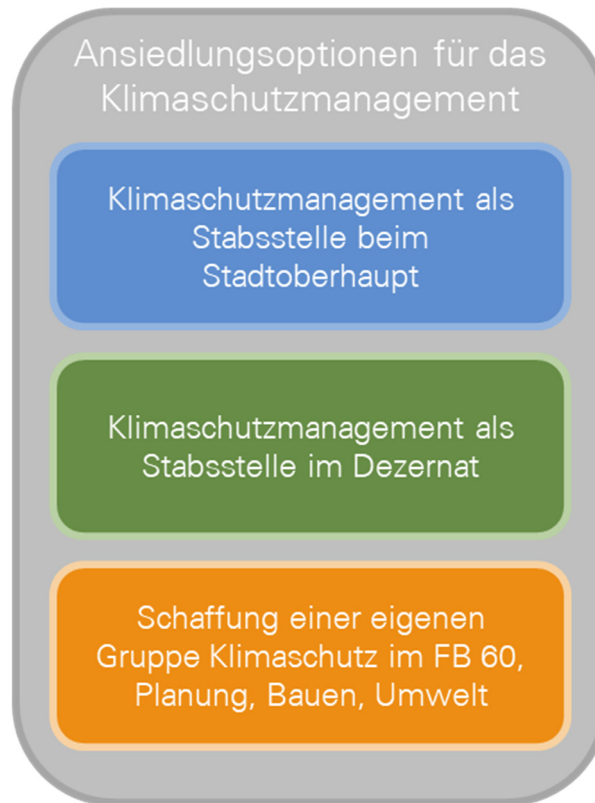 Ansiedlungsoptionen für das
Klimaschutzmanagement
Klimaschutzmanagement als
Stabsstelle beim
Stadtoberhaupt
Klimaschutzmanagement als
Stabsstelle im Dezernat
Schaffung einer eigenen
Gruppe Klimaschutz im FB 60,
Planung, Bauen, Umwelt